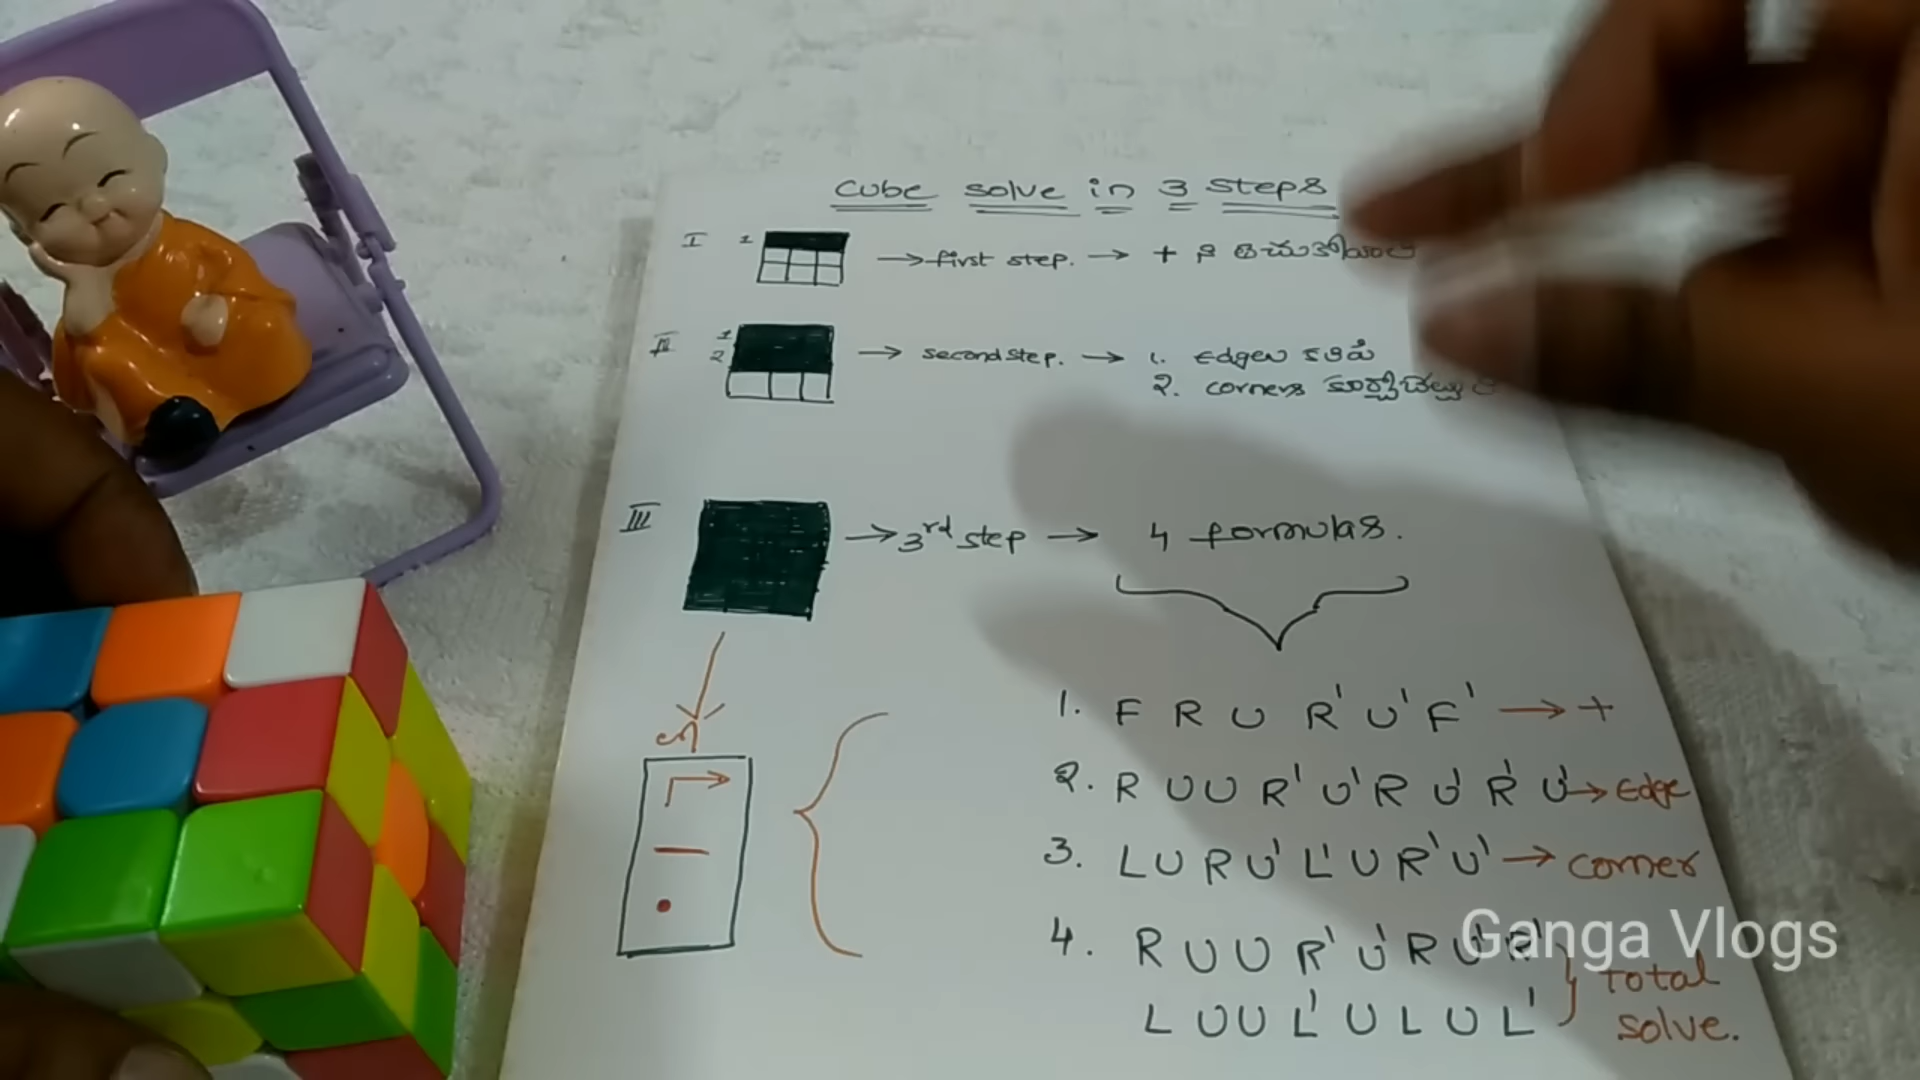 cube solve in 3 steps
I 1 → first step. → +
II 1 2 → second step. → 1. Edges
2. corners
III → 3rd step → 4 formulas.
1. F R U R' U' F' → +
2. R U U R' U' R U' R' U' → Edge
3. L U R U' L' U R' U' → corner
4. R U U R' U' R U' R'
L U U L' U L U L'
Total solve.
Ganga Vlogs